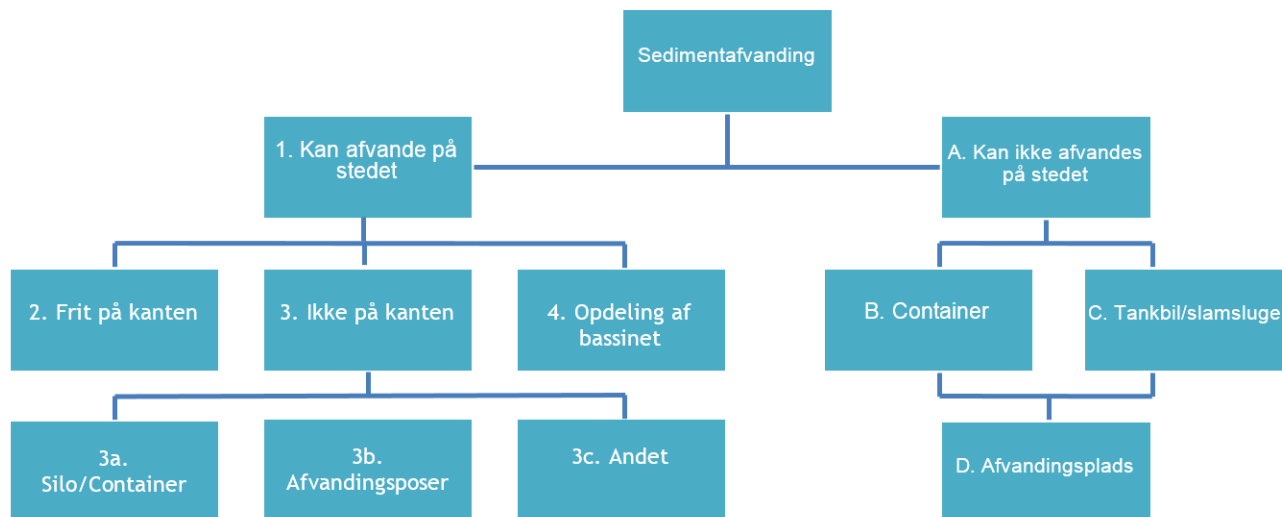 Sedimentafvanding
1. Kan afvande på
stedet
A. Kan ikke afvandes
på stedet
2. Frit på kanten
3. Ikke på kanten
4. Opdeling af
bassinet
B. Container
C. Tankbil/slamsluger
3a.
Silo/Container
3b.
Afvandingsposer
3c. Andet
D. Afvandingsplads